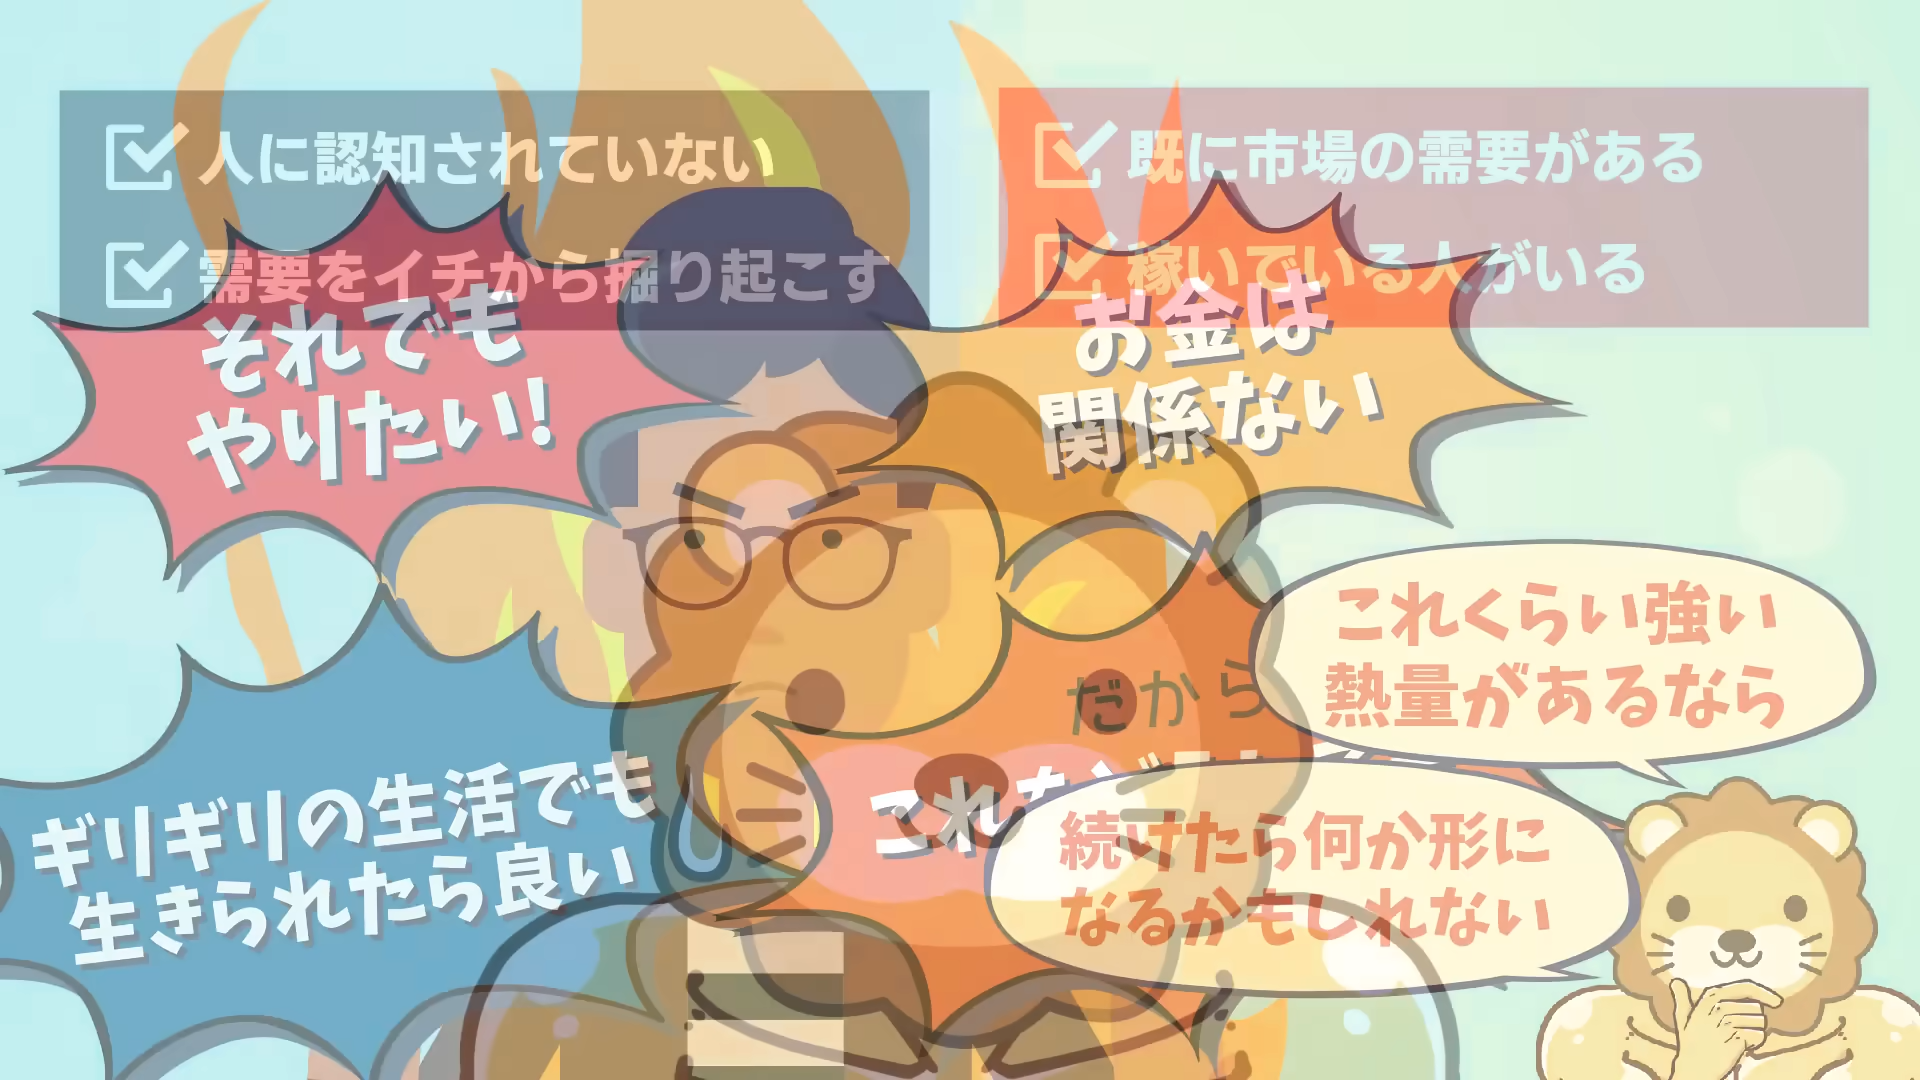 人に認知されていない
需要をイチから掘り起こす
既に市場の需要がある
稼いでいる人がいる
それでも
やりたい!
お金は
関係ない
これくらい強い
熱量があるなら
だから
ギリギリの生活でも
生きられたら良い
これ
続けたら何か形に
なるかもしれない